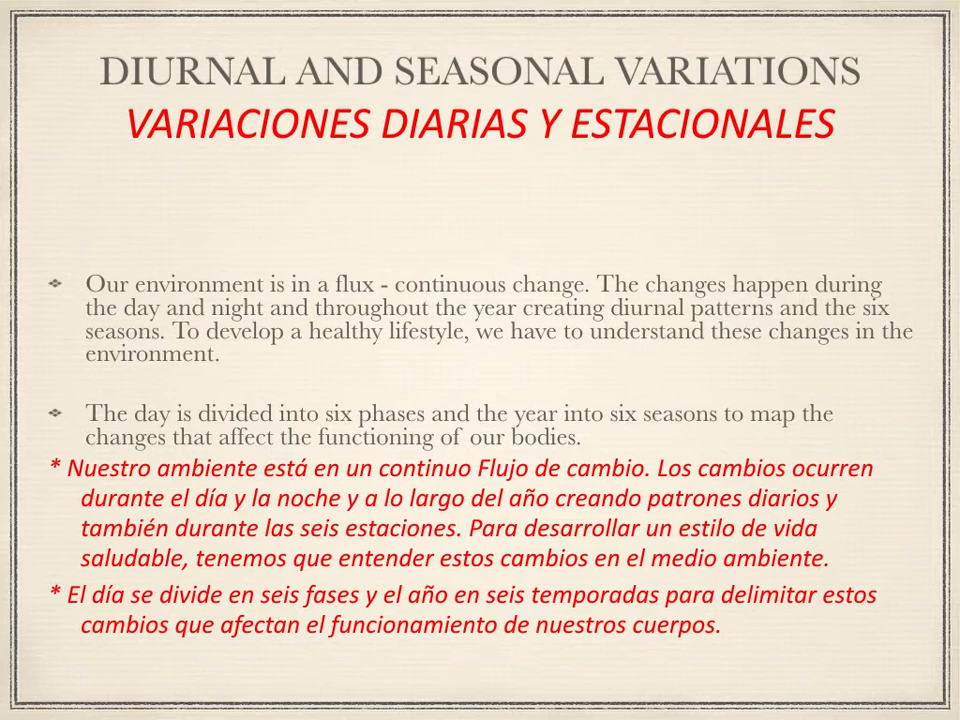 DIURNAL AND SEASONAL VARIATIONS
VARIACIONES DIARIAS Y ESTACIONALES
Our environment is in a flux - continuous change. The changes happen during
the day and night and throughout the year creating diurnal patterns and the six
seasons. To develop a healthy lifestyle, we have to understand these changes in the
environment.
The day is divided into six phases and the year into six seasons to map the
changes that affect the functioning of our bodies.
* Nuestro ambiente está en un continuo Flujo de cambio. Los cambios ocurren
durante el día y la noche y a lo largo del año creando patrones diarios y
también durante las seis estaciones. Para desarrollar un estilo de vida
saludable, tenemos que entender estos cambios en el medio ambiente.
* El día se divide en seis fases y el año en seis temporadas para delimitar estos
cambios que afectan el funcionamiento de nuestros cuerpos.